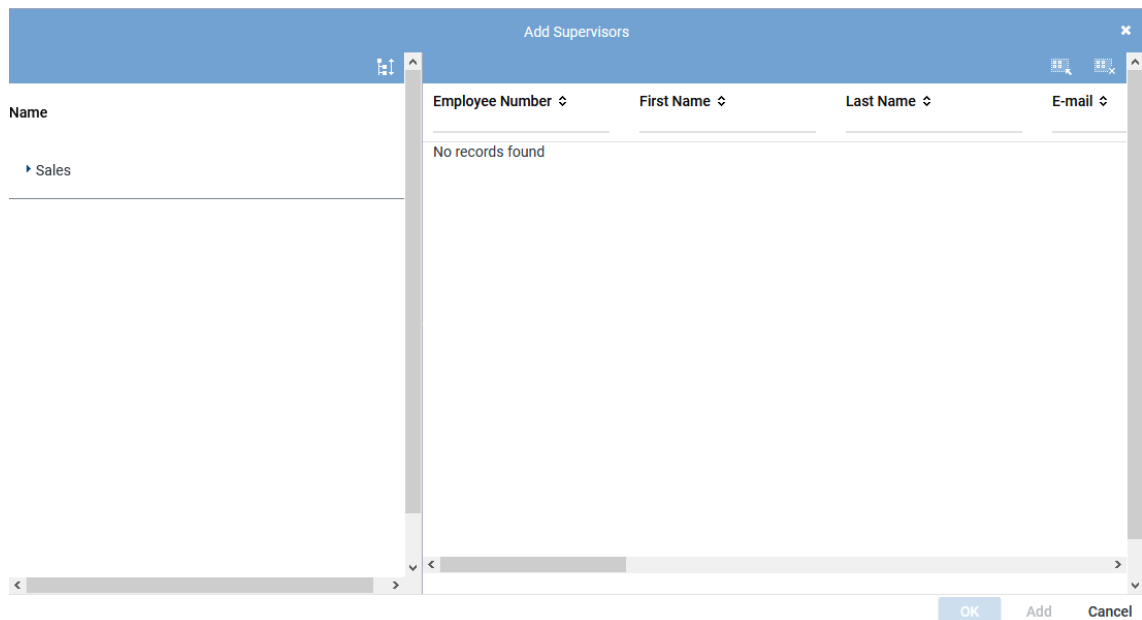 Add Supervisors
Name
Sales
Employee Number First Name Last Name E-mail
No records found
OK Add Cancel